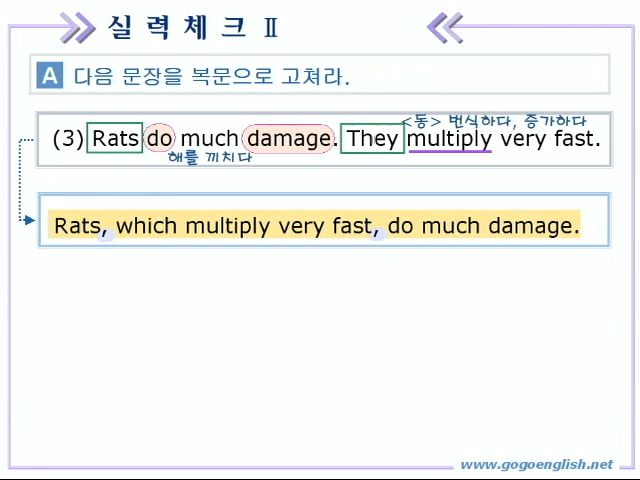 실력체크 Ⅱ
A 다음 문장을 복문으로 고쳐라.
<동> 번식하다, 증가하다
(3) Rats do much damage. They multiply very fast.
해를 끼치다
Rats, which multiply very fast, do much damage.
www.gogoenglish.net